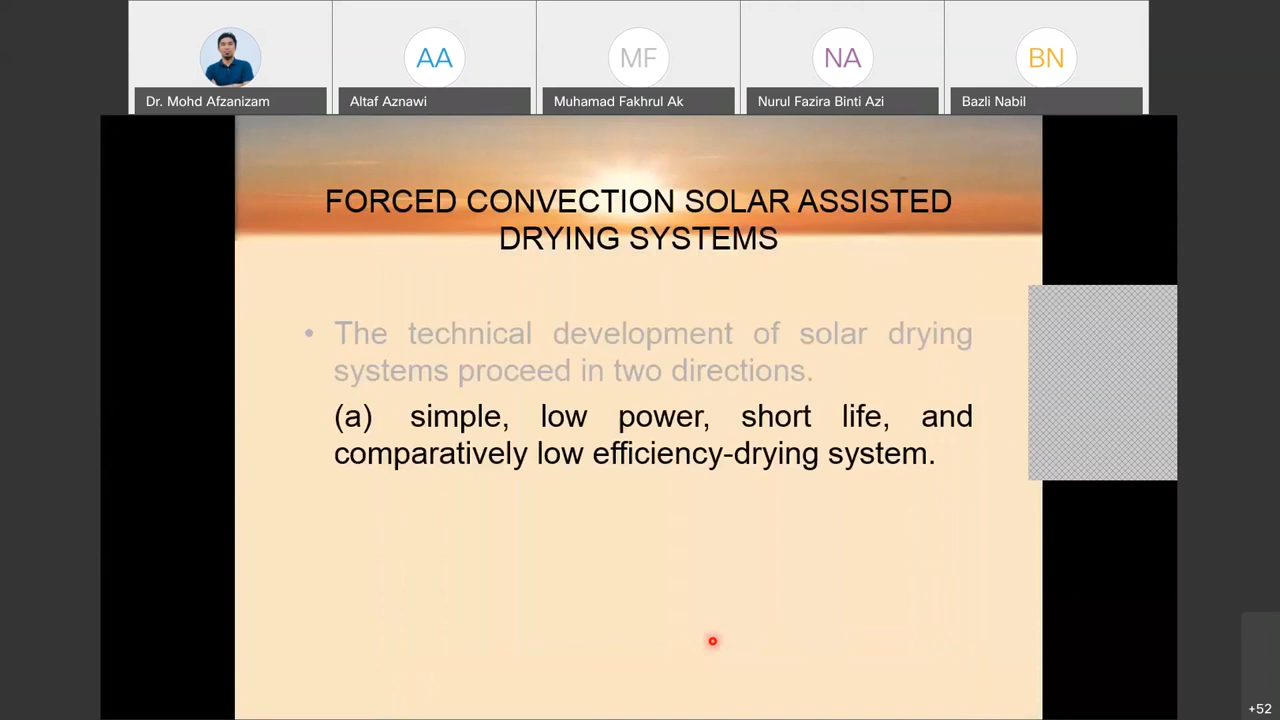 AA
MF
NA
BN
Dr. Mohd Afzanizam
Altaf Aznawi
Muhamad Fakhrul Ak
Nurul Fazira Binti Azi
Bazli Nabil
FORCED CONVECTION SOLAR ASSISTED
DRYING SYSTEMS
• The technical development of solar drying
systems proceed in two directions.
(a) simple, low power, short life, and
comparatively low efficiency-drying system.
+52